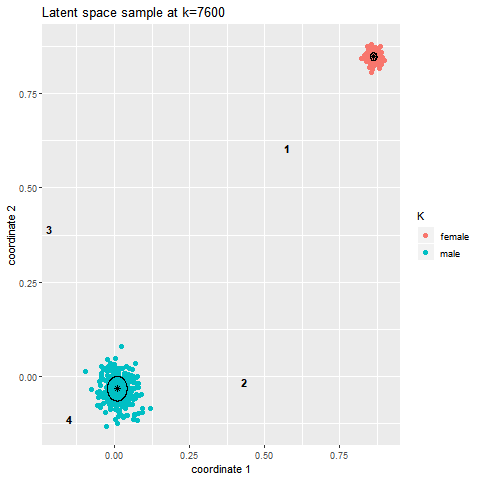 Latent space sample at k=7600
coordinate 2
0.75
0.50
0.25
0.00
1
3
2
4
0.00
0.25
0.50
0.75
coordinate 1
K
female
male